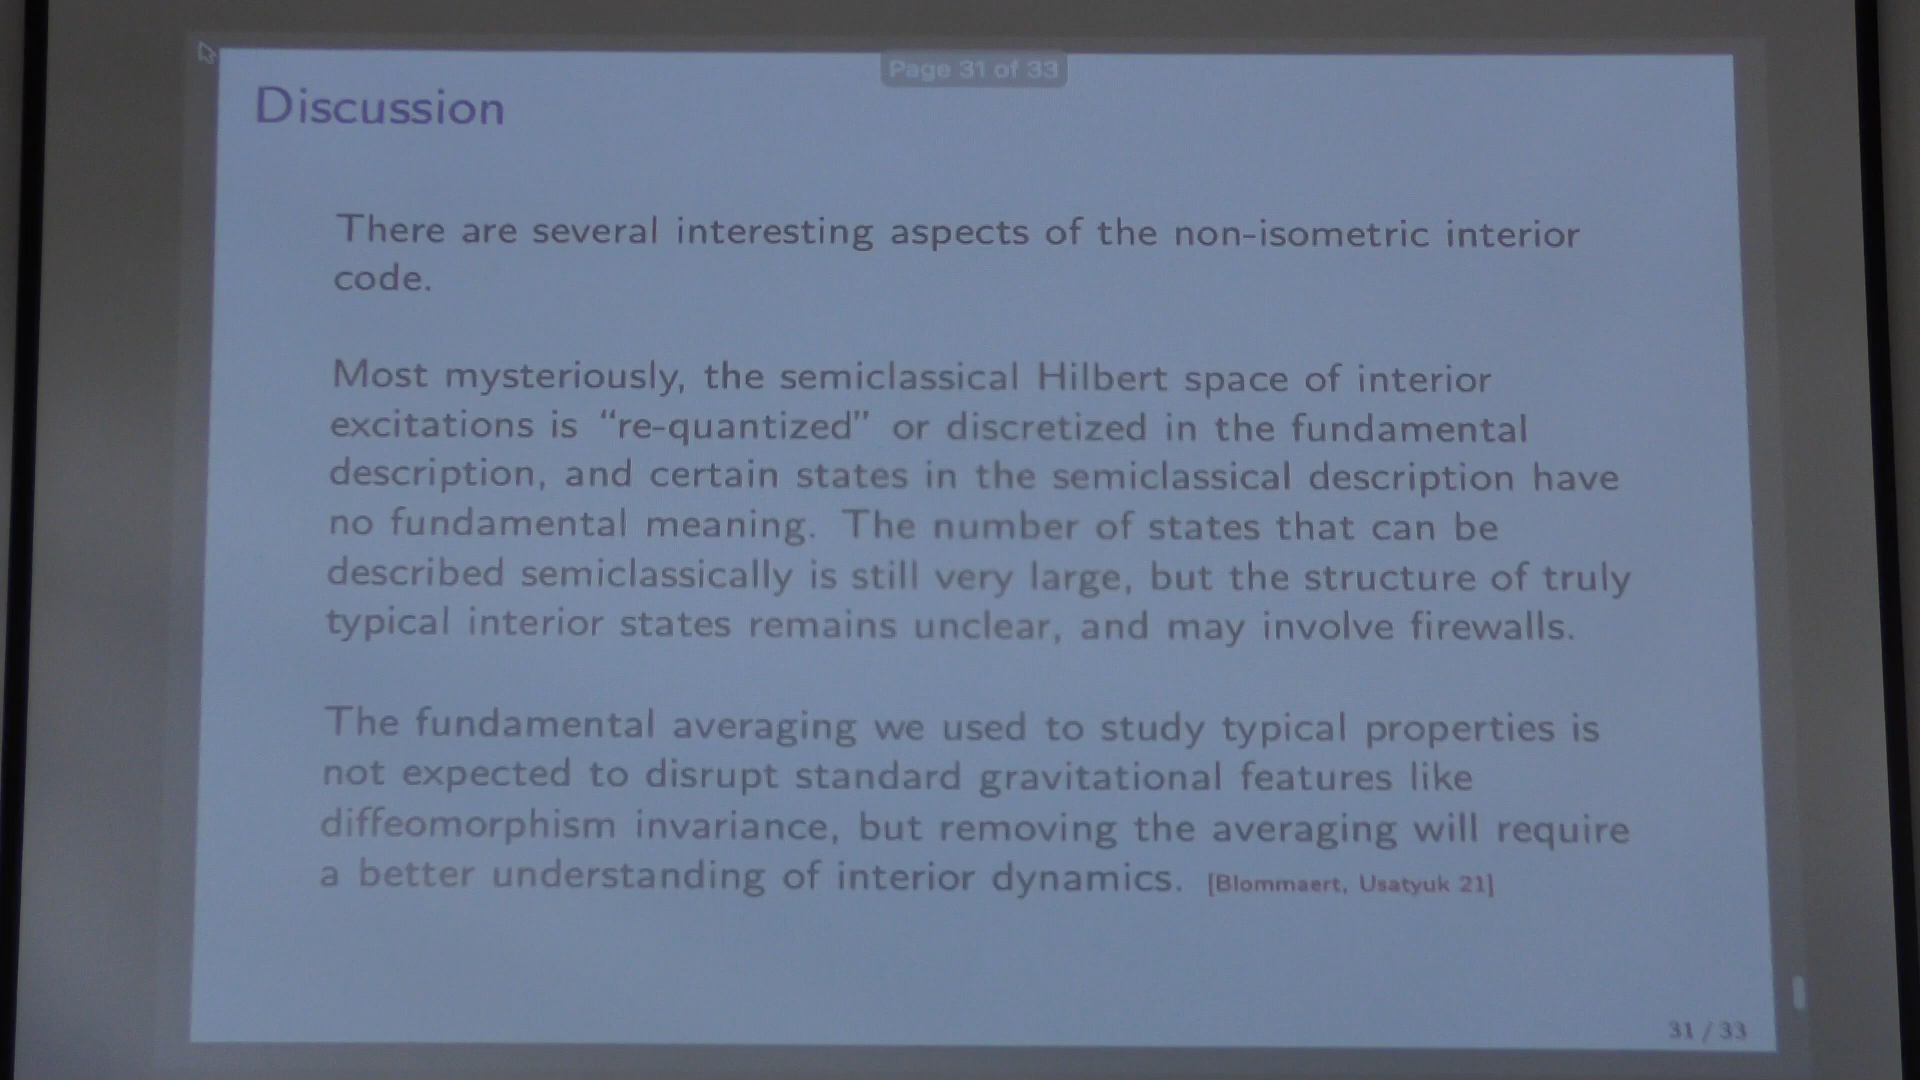 Page 31 of 33
Discussion
There are several interesting aspects of the non-isometric interior
code.
Most mysteriously, the semiclassical Hilbert space of interior
excitations is “re-quantized” or discretized in the fundamental
description, and certain states in the semiclassical description have
no fundamental meaning. The number of states that can be
described semiclassically is still very large, but the structure of truly
typical interior states remains unclear, and may involve firewalls.
The fundamental averaging we used to study typical properties is
not expected to disrupt standard gravitational features like
diffeomorphism invariance, but removing the averaging will require
a better understanding of interior dynamics. [Blommaert, Usatyuk 21]
31 / 33